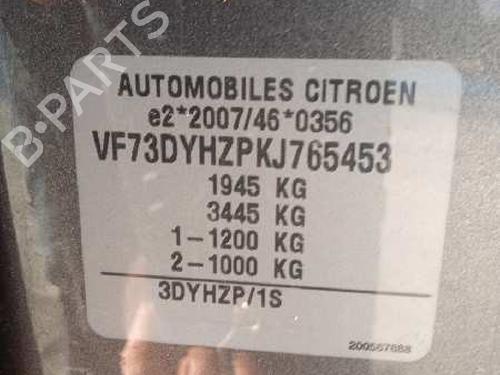 AUTOMOBILES CITROEN
e2*2007/46*0356
VF73DYHZPKJ765453
1945 KG
3445 KG
1-1200 KG
2-1000 KG
3DYHZP/1S
200567688
B-PARTS